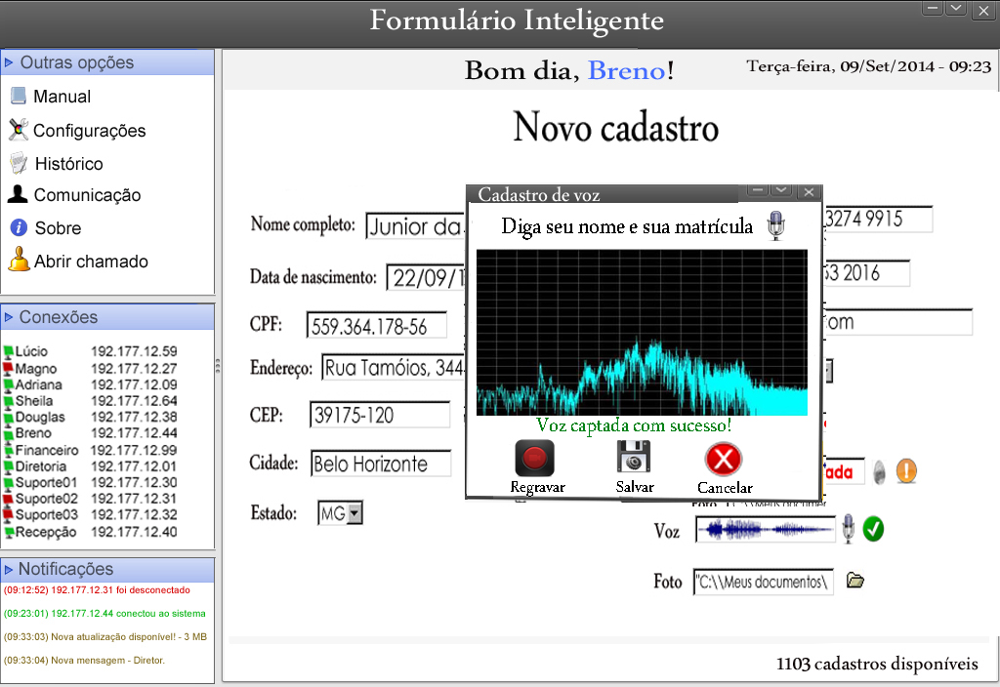 Formulário Inteligente
Outras opções
Manual
Configurações
Histórico
Comunicação
Sobre
Abrir chamado
Conexões
Lúcio 192.177.12.59
Magno 192.177.12.27
Adriana 192.177.12.09
Sheila 192.177.12.64
Douglas 192.177.12.38
Breno 192.177.12.44
Financeiro 192.177.12.99
Diretoria 192.177.12.01
Suporte01 192.177.12.30
Suporte02 192.177.12.31
Suporte03 192.177.12.32
Recepção 192.177.12.40
Notificações
(09:12:52) 192.177.12.31 foi desconectado
(09:23:01) 192.177.12.44 conectou ao sistema
(09:33:03) Nova atualização disponível! - 3 MB
(09:33:04) Nova mensagem - Diretor.
Bom dia, Breno!
Terça-feira, 09/Set/2014 - 09:23
Novo cadastro
Nome completo: Junior da
Data de nascimento: 22/09/1
CPF: 559.364.178-56
Endereço: Rua Tamóios, 344
CEP: 39175-120
Cidade: Belo Horizonte
Estado: MG
Cadastro de voz
Diga seu nome e sua matrícula
Voz captada com sucesso!
Regravar Salvar Cancelar
3274 9915
53 2016
om
ada
Voz
Foto "C:\\Meus documentos\
1103 cadastros disponíveis